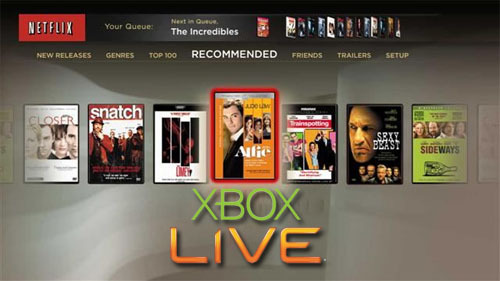 NETFLIX
Your Queue:
Next in Queue,
The Incredibles
NEW RELEASES GENRES TOP 100 RECOMMENDED FRIENDS TRAILERS SETUP
CLOSER
snatch
JUDE LAW
Alfie
Trainspotting
SEXY
BEAST
SIDEWAYS
XBOX
LIVE